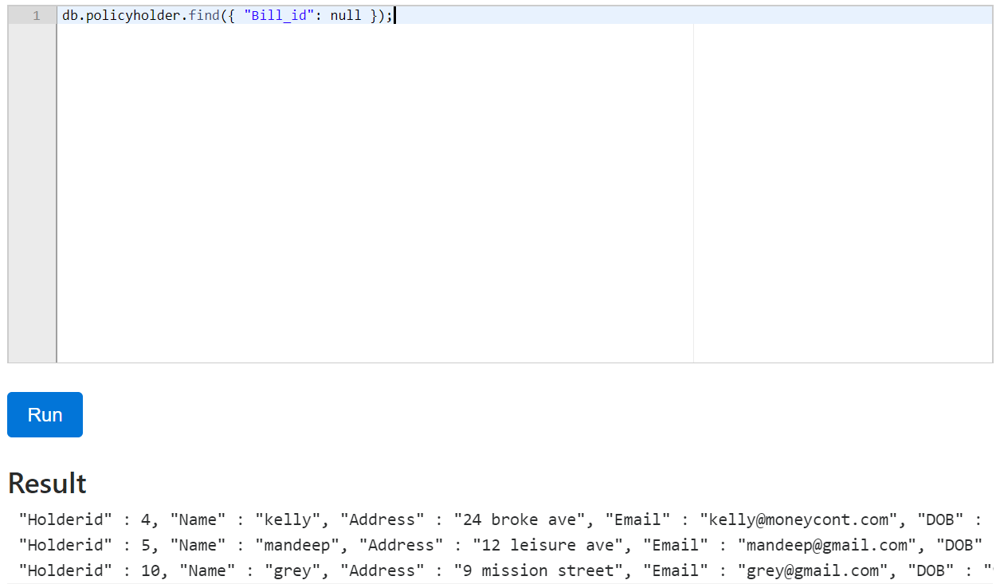 1 db.policyholder.find({ "Bill_id": null });
Run
Result
"Holderid" : 4, "Name" : "kelly", "Address" : "24 broke ave", "Email" : "kelly@moneycont.com", "DOB" :
"Holderid" : 5, "Name" : "mandeep", "Address" : "12 leisure ave", "Email" : "mandeep@gmail.com", "DOB"
"Holderid" : 10, "Name" : "grey", "Address" : "9 mission street", "Email" : "grey@gmail.com", "DOB" : "